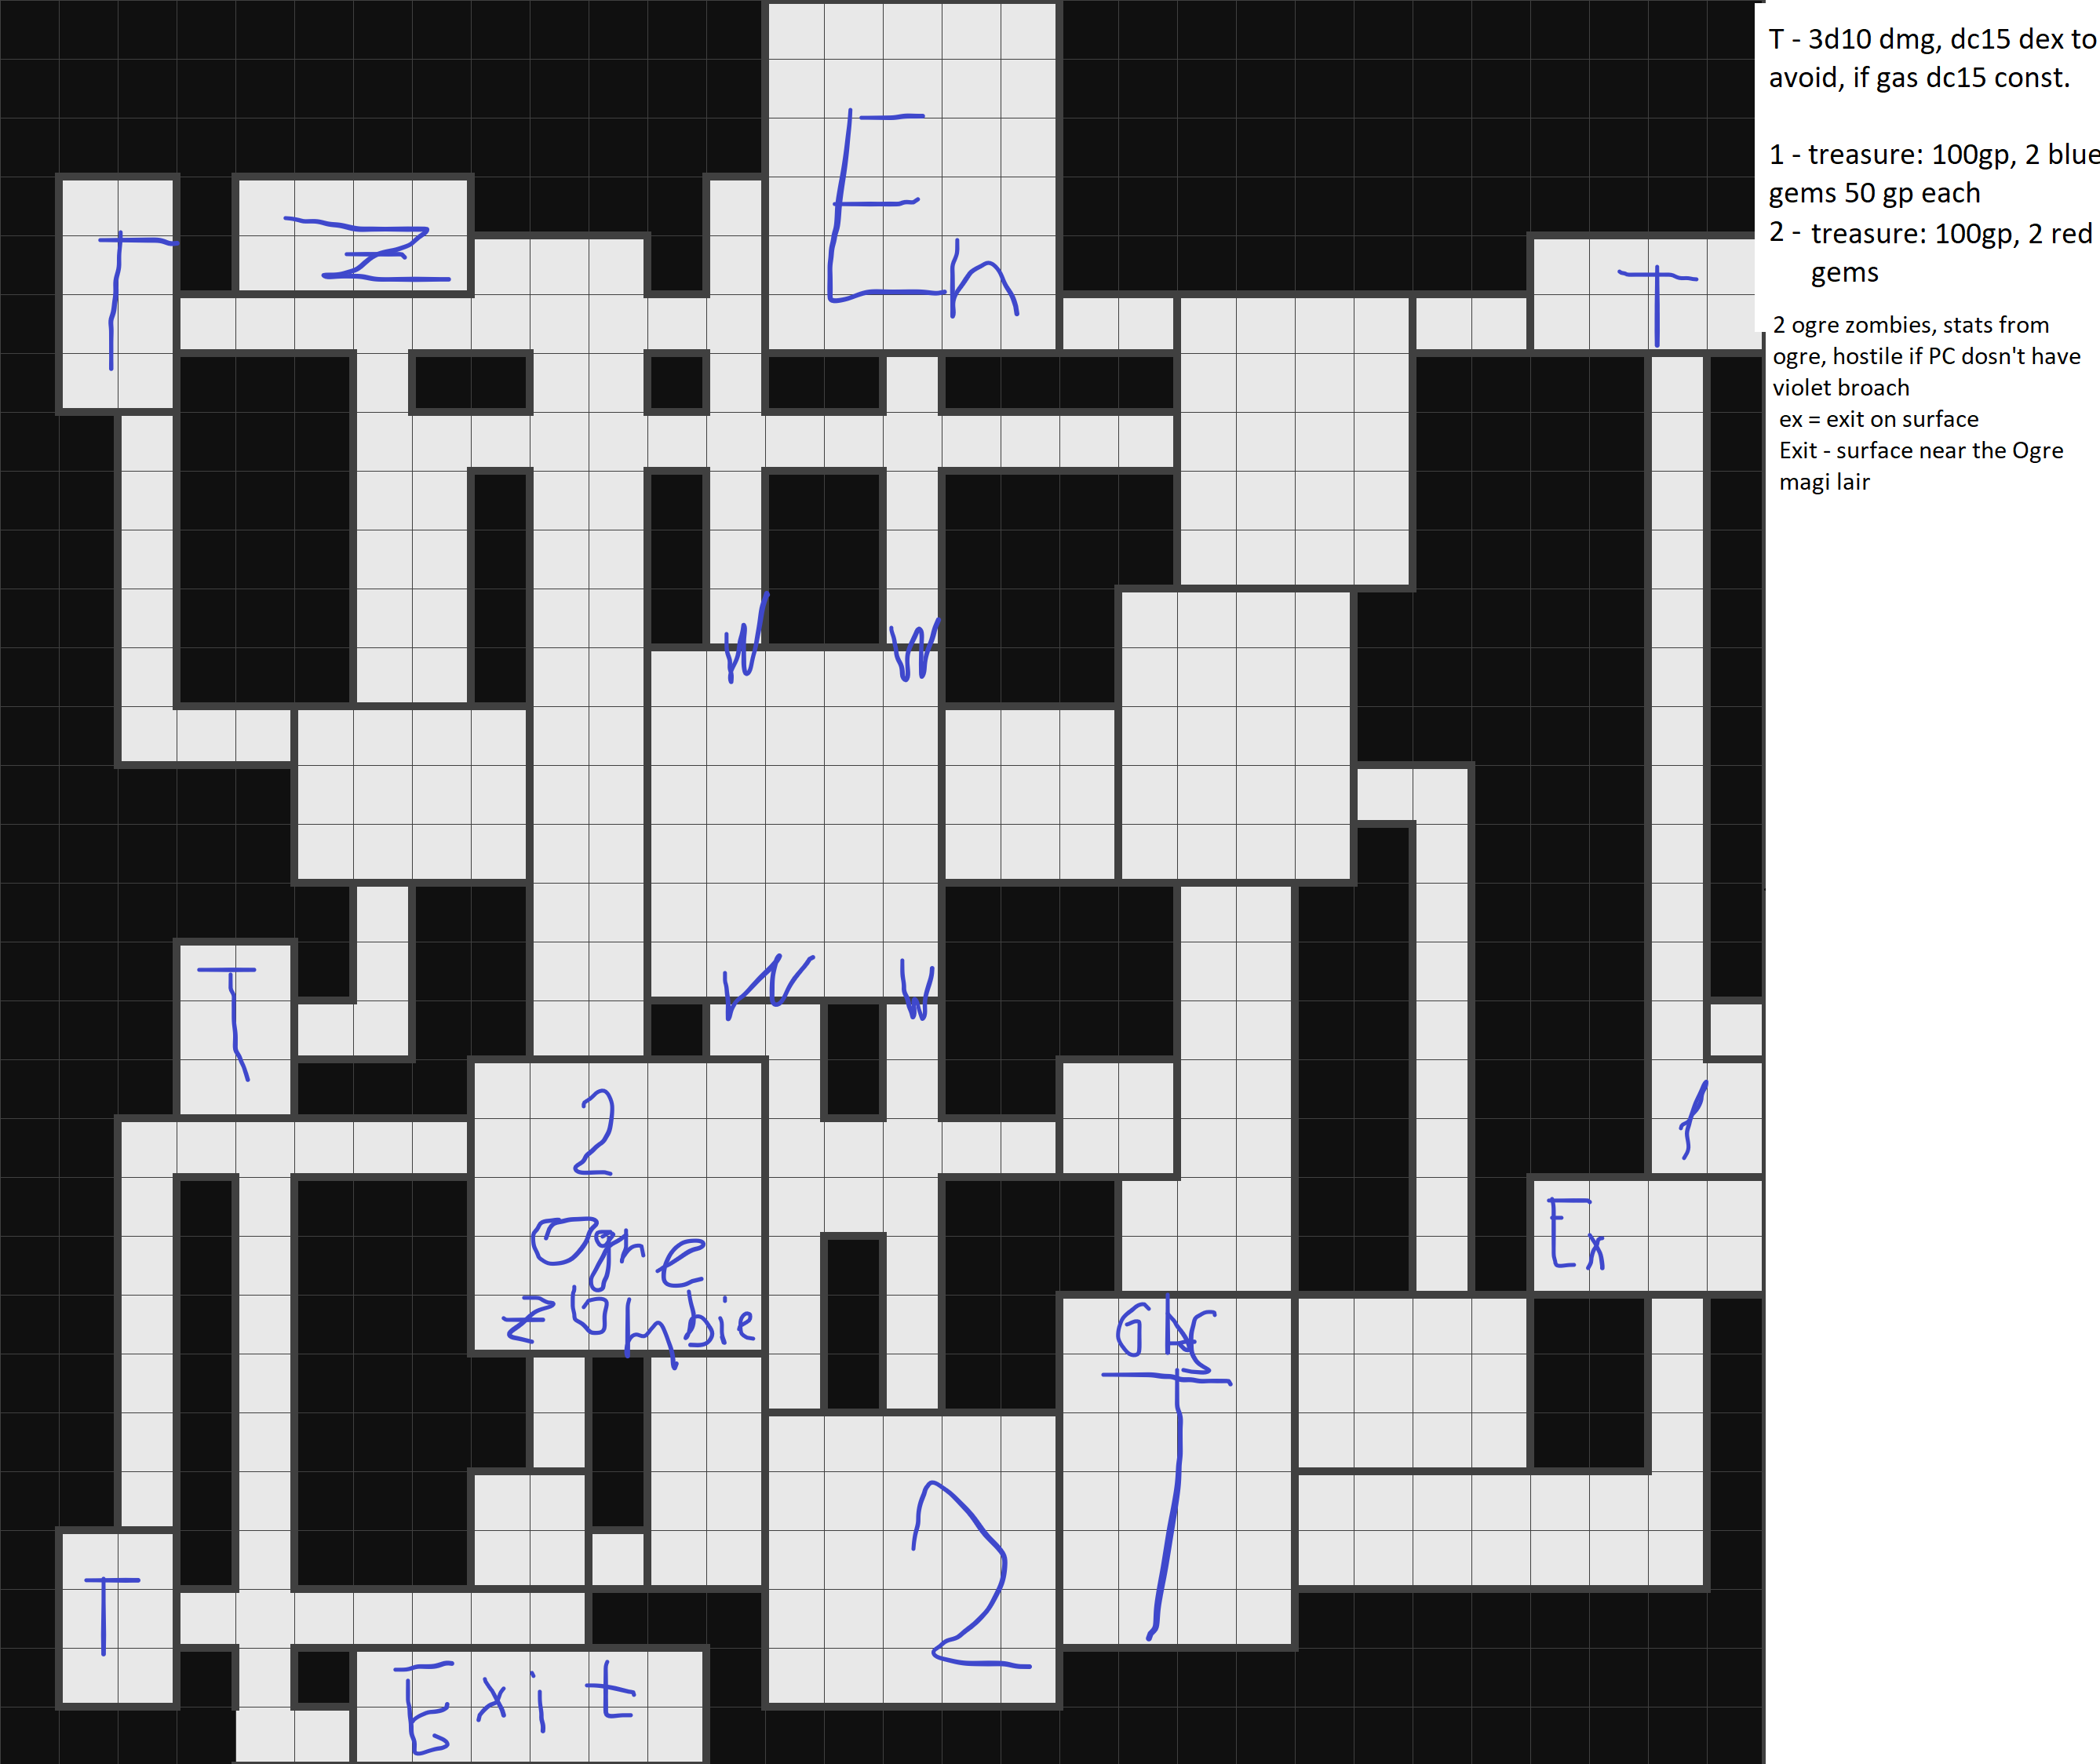 T - 3d10 dmg, dc15 dex to
avoid, if gas dc15 const.
1 - treasure: 100gp, 2 blue
gems 50 gp each
2 - treasure: 100gp, 2 red
gems
2 ogre zombies, stats from
ogre, hostile if PC dosn't have
violet broach
ex = exit on surface
Exit - surface near the Ogre
magi lair
En
T
Z
T
W W
W W
T
2
Ogre
zombie
1
Ex
GAS
T
2
T
Exit